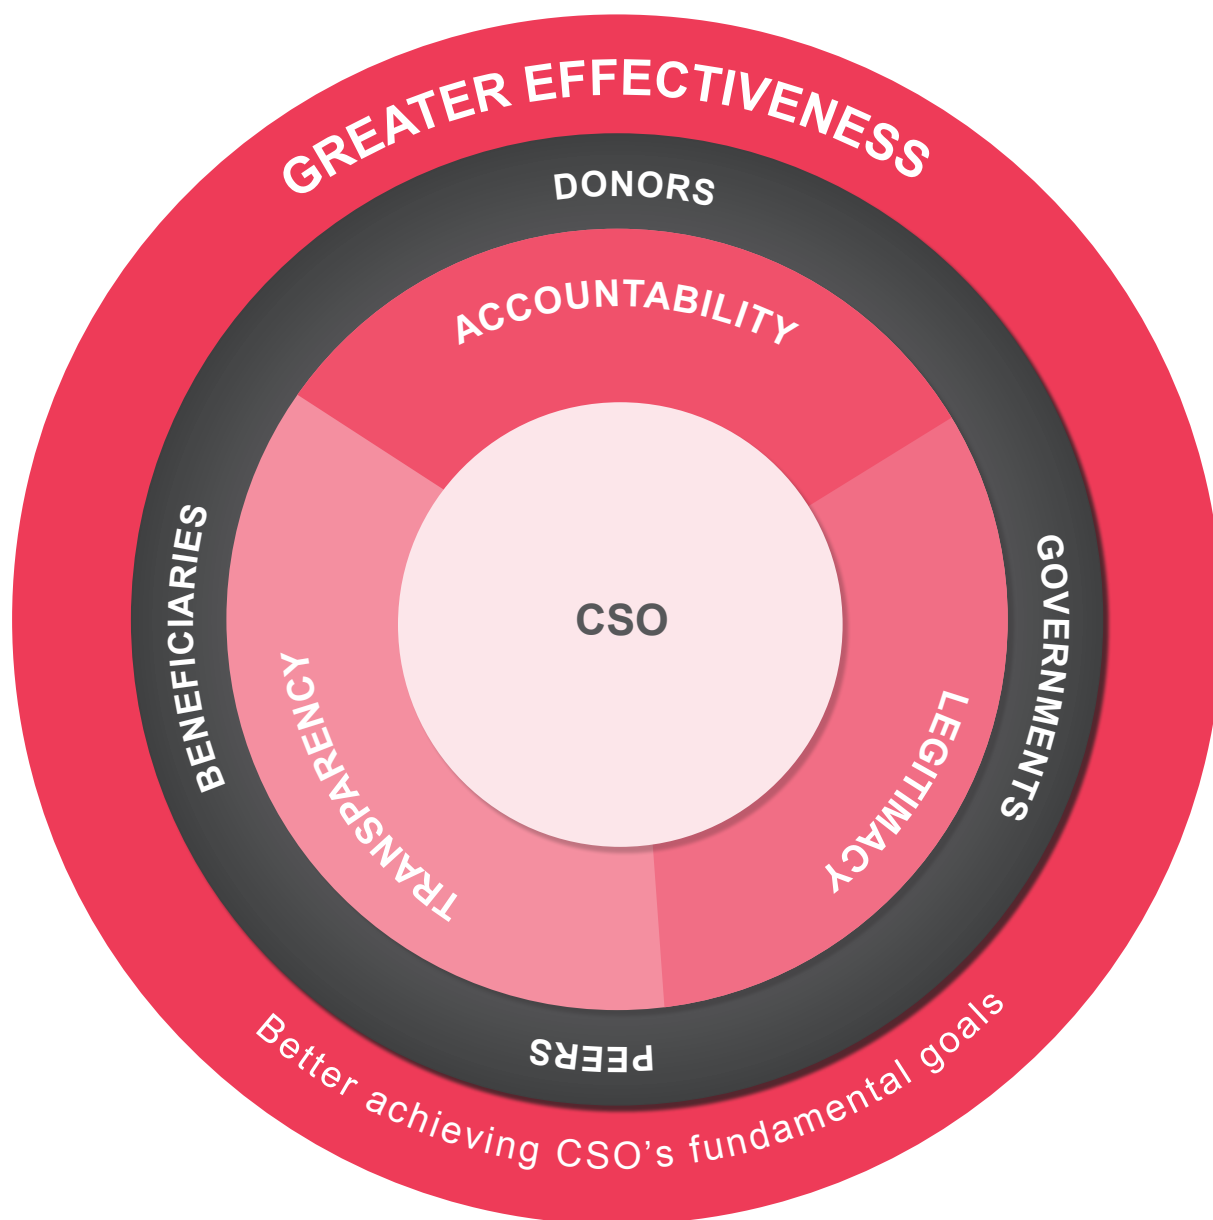 GREATER EFFECTIVENESS
DONORS
ACCOUNTABILITY
BENEFICIARIES
GOVERNMENTS
CSO
TRANSPARENCY
LEGITIMACY
PEERS
Better achieving CSO’s fundamental goals